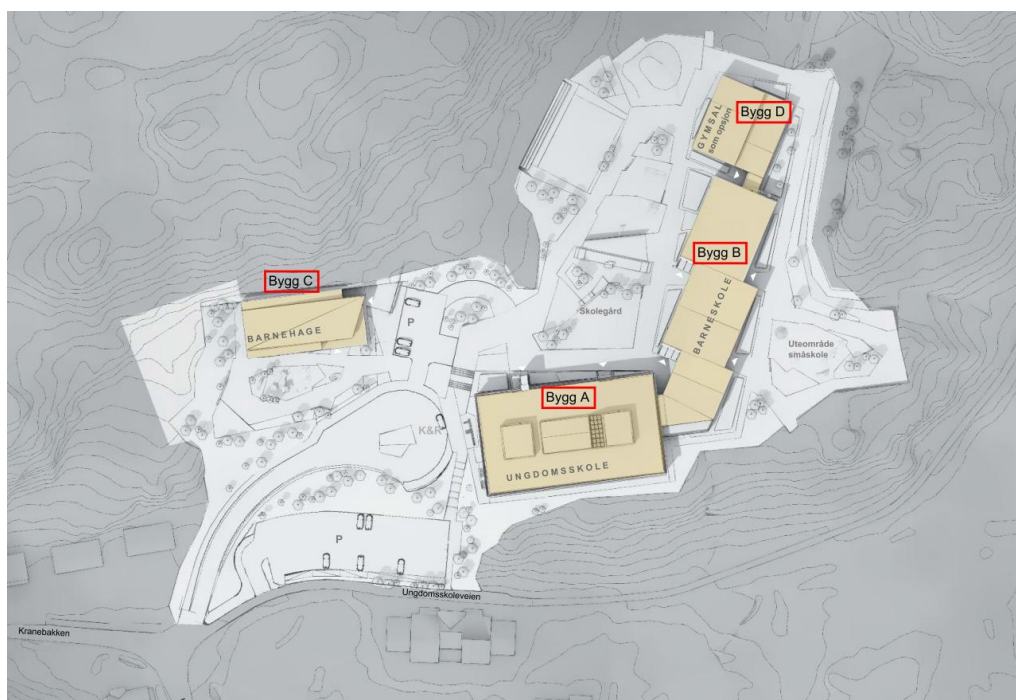 Bygg D
GYMSAL
som opsjon
Bygg B
BARNESKOLE
Bygg C
BARNEHAGE
P
Skolegård
Uteområde
småskole
Bygg A
UNGDOMSSKOLE
K&R
P
Ungdomsskoleveien
Kranebakken